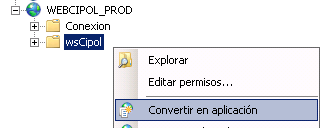 WEBCIPOL_PROD
Conexion
wsCipol
Explorar
Editar permisos...
Convertir en aplicación